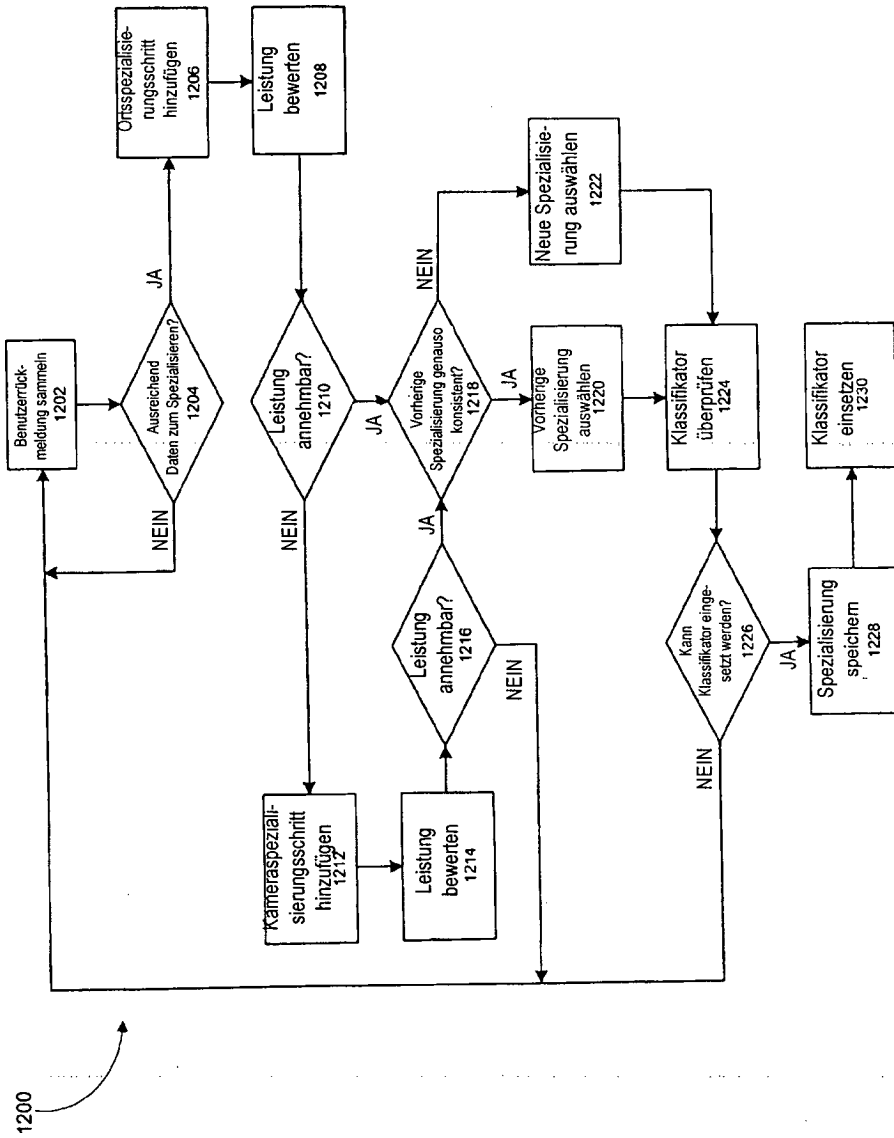 1200
Benutzerrück-
meldung sammeln
1202
Ausreichend
Daten zum Spezialisieren?
1204
NEIN
JA
Ortsspezialisie-
rungsschritt
hinzufügen
1206
Leistung
bewerten
1208
Leistung
annehmbar?
1210
NEIN
JA
Kameraspeziali-
sierungsschritt
hinzufügen
1212
Leistung
bewerten
1214
Leistung
annehmbar?
1216
JA
NEIN
Vorherige
Spezialisierung genauso
konsistent?
1218
NEIN
JA
Vorherige
Spezialisierung
auswählen
1220
Neue Spezialisie-
rung auswählen
1222
Klassifikator
überprüfen
1224
Kann
Klassifikator einge-
setzt werden?
1226
NEIN
JA
Spezialisierung
speichern
1228
Klassifikator
einsetzen
1230